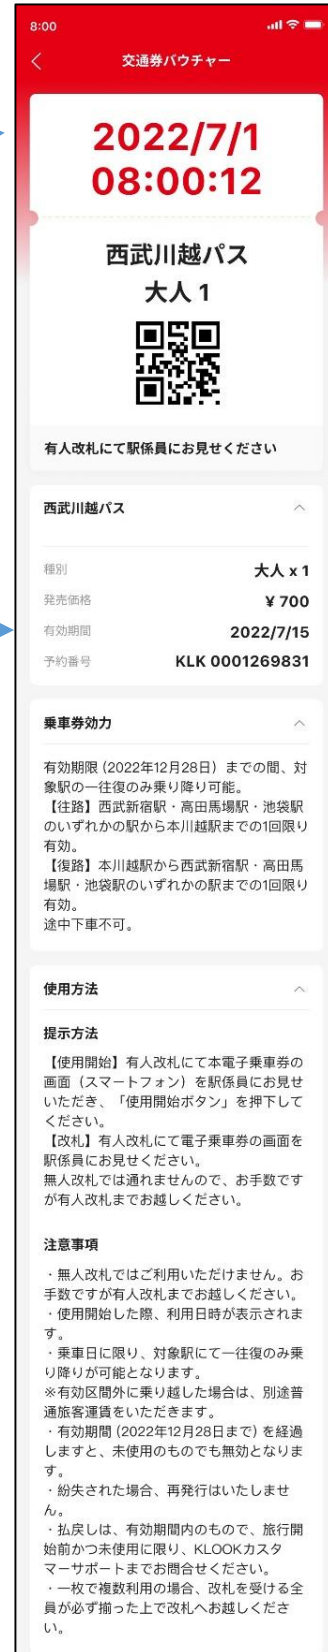 8:00
交通券バウチャー
2022/7/1
08:00:12
西武川越パス
大人 1
有人改札にて駅係員にお見せください
西武川越パス
種別 大人 x 1
発売価格 ¥ 700
有効期間 2022/7/15
予約番号 KLK 0001269831
乗車券効力
有効期限 (2022年12月28日) までの間、対
象駅の一往復のみ乗り降り可能。
【往路】西武新宿駅・高田馬場駅・池袋駅
のいずれかの駅から本川越駅までの1回限り
有効。
【復路】本川越駅から西武新宿駅・高田馬
場駅・池袋駅のいずれかの駅までの1回限り
有効。
途中下車不可。
使用方法
提示方法
【使用開始】有人改札にて本電子乗車券の
画面（スマートフォン）を駅係員にお見せ
いただき、「使用開始ボタン」を押下して
ください。
【改札】有人改札にて電子乗車券の画面を
駅係員にお見せください。
無人改札では通れませんので、お手数です
が有人改札までお越しください。
注意事項
・無人改札ではご利用いただけません。お
手数ですが有人改札までお越しください。
・使用開始した際、利用日時が表示されま
す。
・乗車日に限り、対象駅にて一往復のみ乗
り降りが可能となります。
※有効区間外に乗り越した場合は、別途普
通旅客運賃をいただきます。
・有効期間 (2022年12月28日まで) を経過
しますと、未使用のものでも無効となりま
す。
・紛失された場合、再発行はいたしませ
ん。
・払戻しは、有効期間内のもので、旅行開
始前かつ未使用に限り、KLOOKカスタ
マーサポートまでお問合せください。
・一枚で複数利用の場合、改札を受ける全
員が必ず揃った上で改札へお越しくださ
い。